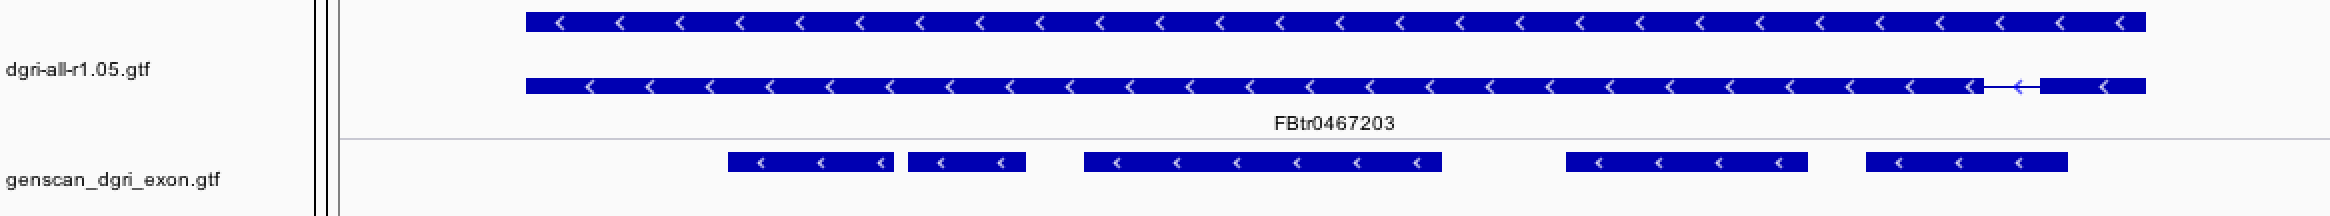 dgri-all-r1.05.gtf
FBtr0467203
genscan_dgri_exon.gtf